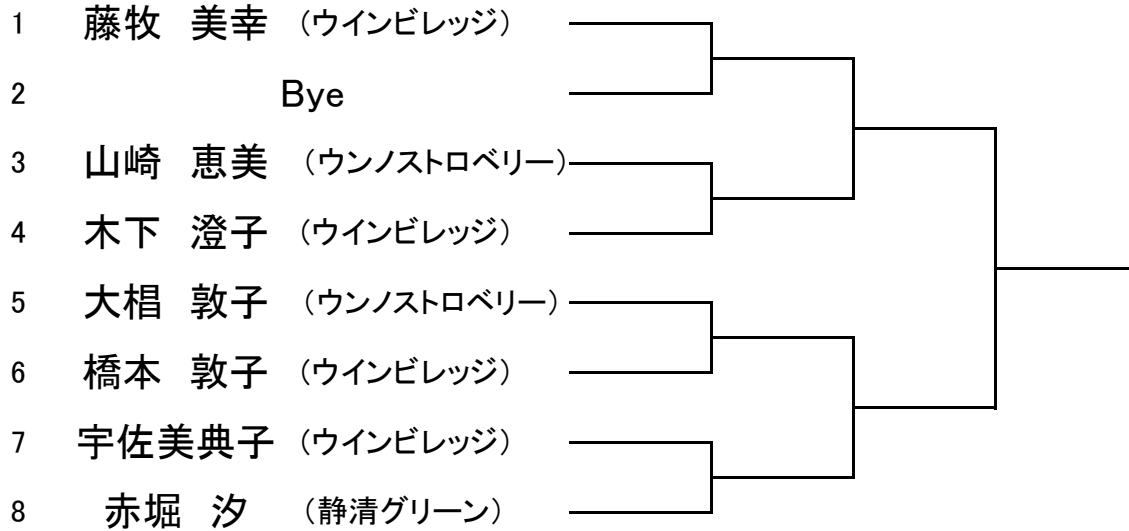 1 藤牧 美幸 （ウインビレッジ）
2 Bye
3 山崎 恵美 （ウンノストロベリー）
4 木下 澄子 （ウインビレッジ）
5 大椙 敦子 （ウンノストロベリー）
6 橋本 敦子 （ウインビレッジ）
7 宇佐美典子 （ウインビレッジ）
8 赤堀 汐 （静清グリーン）